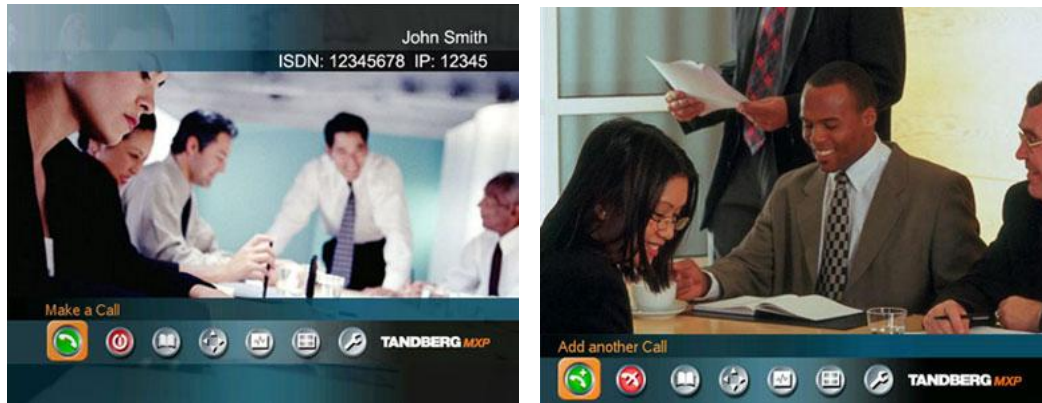 John Smith
ISDN: 12345678 IP: 12345
Make a Call
TANDBERG MXP
Add another Call
TANDBERG MXP